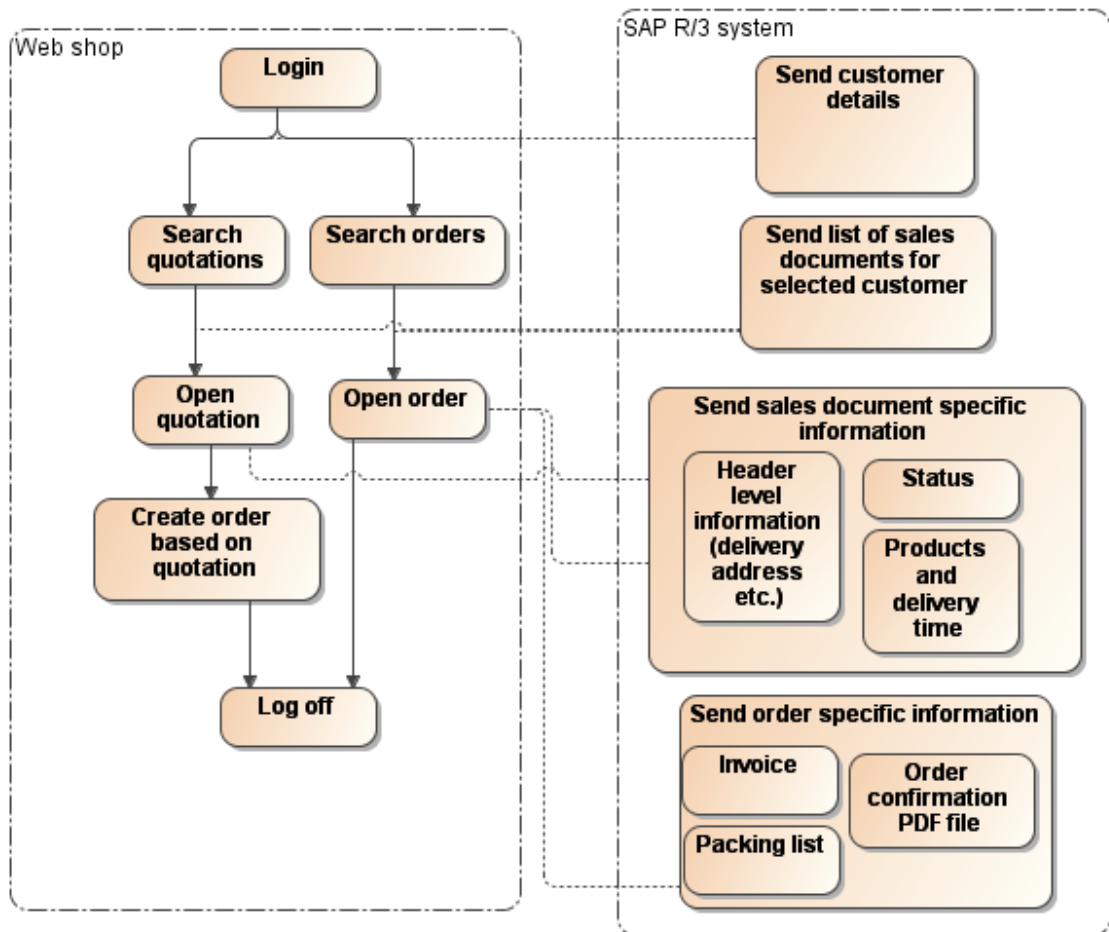 Web shop
Login
Search
quotations
Search orders
Open
quotation
Open order
Create order
based on
quotation
Log off
SAP R/3 system
Send customer
details
Send list of sales
documents for
selected customer
Send sales document specific
information
Header
level
information
(delivery
address
etc.)
Status
Products
and
delivery
time
Send order specific information
Invoice
Order
confirmation
PDF file
Packing list